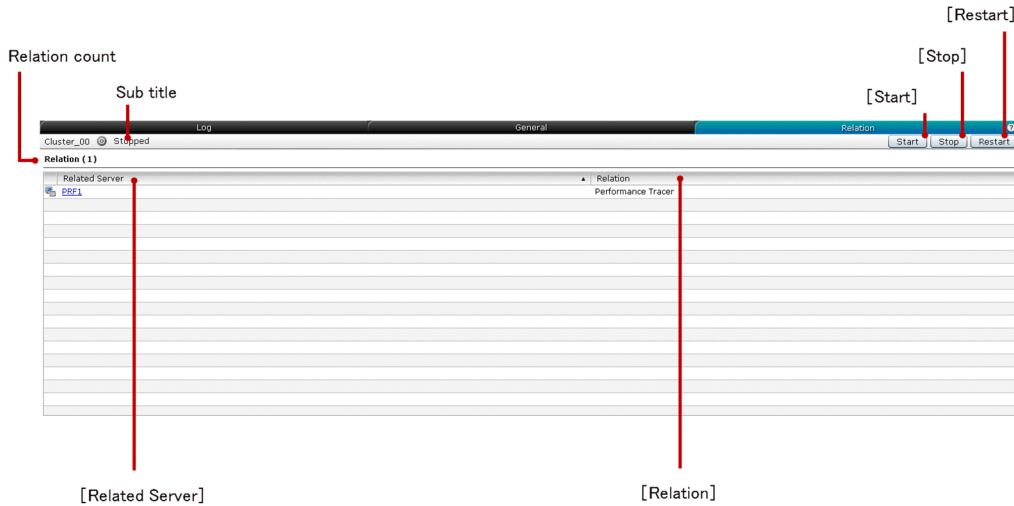 [Restart]
Relation count
[Stop]
Sub title
[Start]
Log General Relation ?
Cluster_00 Stopped Start Stop Restart
Relation (1)
Related Server ▲ Relation
PRF1 Performance Tracer
[Related Server] [Relation]